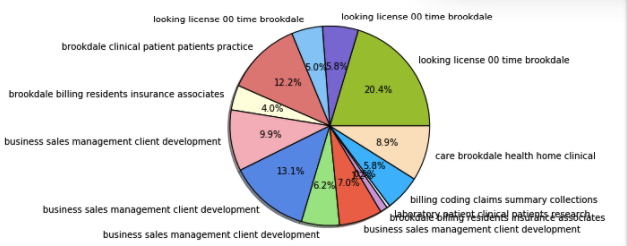 looking license 00 time brookdale
looking license 00 time brookdale
brookdale clinical patient patients practice
looking license 00 time brookdale
5.0%
5.8%
12.2%
20.4%
brookdale billing residents insurance associates
4.0%
business sales management client development
9.9%
8.9%
care brookdale health home clinical
5.8%
13.1%
7.0%
6.2%
billing coding claims summary collections
business sales management client development
laboratory patient clinical patients research
brookdale billing residents insurance associates
business sales management client development
business sales management client development